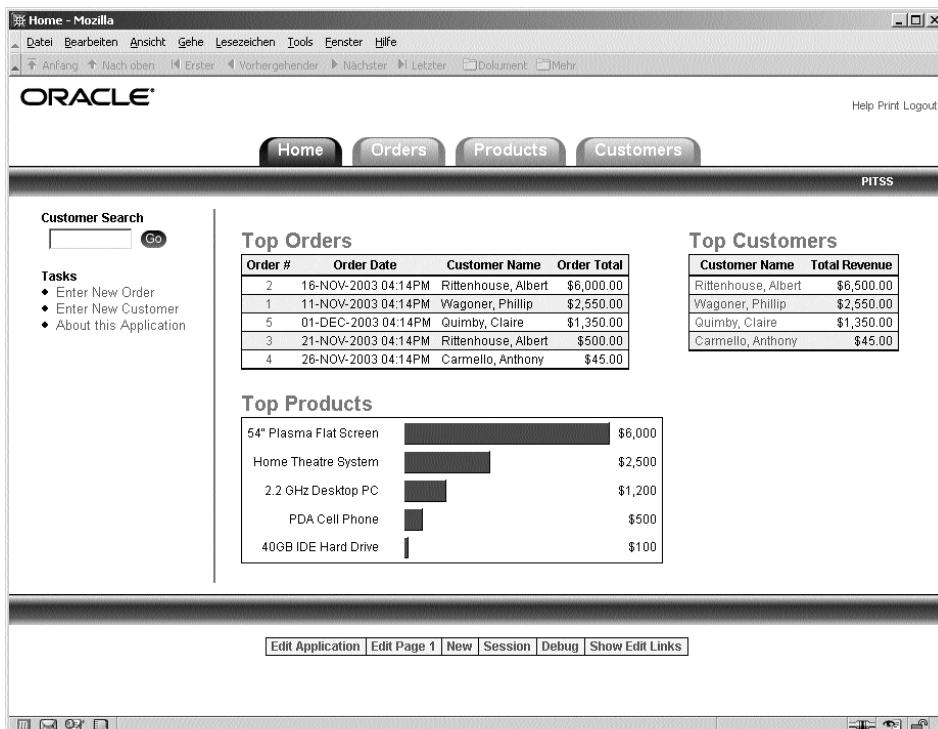 Home - Mozilla
Datei Bearbeiten Ansicht Gehe Lesezeichen Tools Fenster Hilfe
Anfang Nach oben Erster Vorhergehender Nächster Letzter Dokument Mehr
ORACLE®
Help Print Logout
Home Orders Products Customers
PITSS
Customer Search
Go
Tasks
Enter New Order
Enter New Customer
About this Application
Top Orders
Order # Order Date Customer Name Order Total
2 16-NOV-2003 04:14PM Rittenhouse, Albert $6,000.00
1 11-NOV-2003 04:14PM Wagoner, Phillip $2,550.00
5 01-DEC-2003 04:14PM Quimby, Claire $1,350.00
3 21-NOV-2003 04:14PM Rittenhouse, Albert $500.00
4 26-NOV-2003 04:14PM Carmello, Anthony $45.00
Top Customers
Customer Name Total Revenue
Rittenhouse, Albert $6,500.00
Wagoner, Phillip $2,550.00
Quimby, Claire $1,350.00
Carmello, Anthony $45.00
Top Products
54" Plasma Flat Screen $6,000
Home Theatre System $2,500
2.2 GHz Desktop PC $1,200
PDA Cell Phone $500
40GB IDE Hard Drive $100
Edit Application Edit Page 1 New Session Debug Show Edit Links